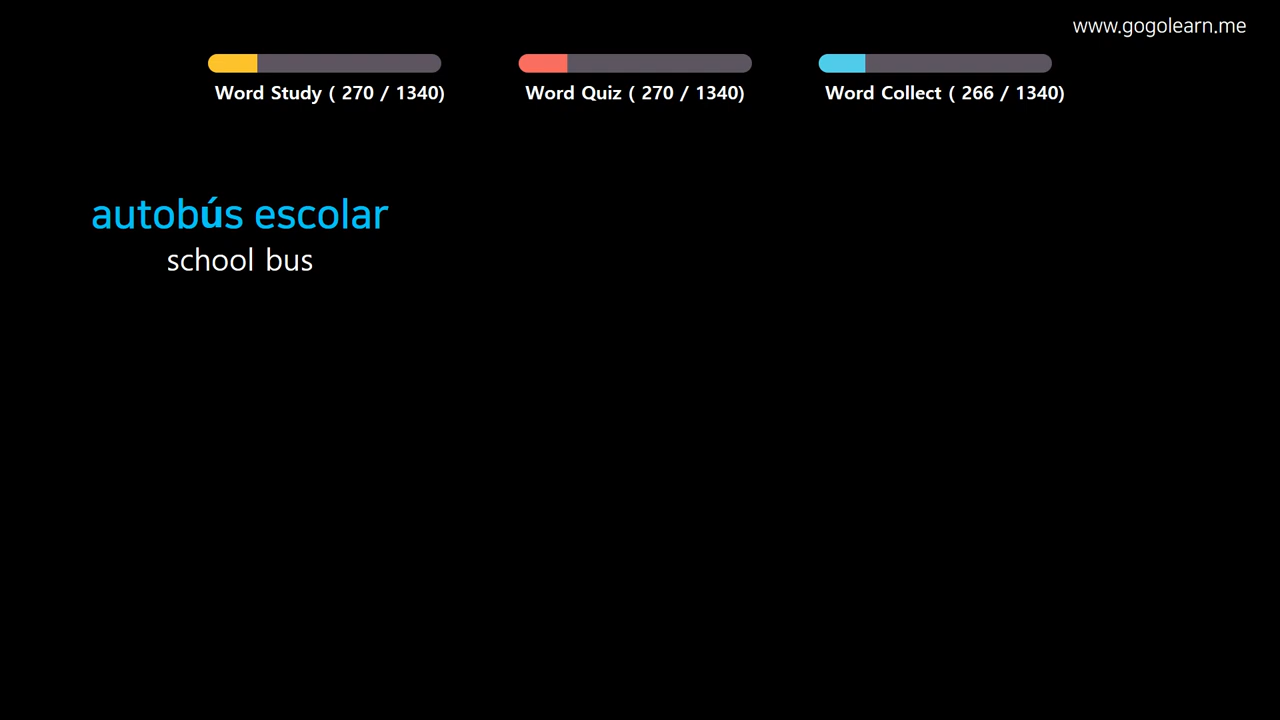 www.gogolearn.me
Word Study ( 270 / 1340)
Word Quiz ( 270 / 1340)
Word Collect ( 266 / 1340)
autobús escolar
school bus